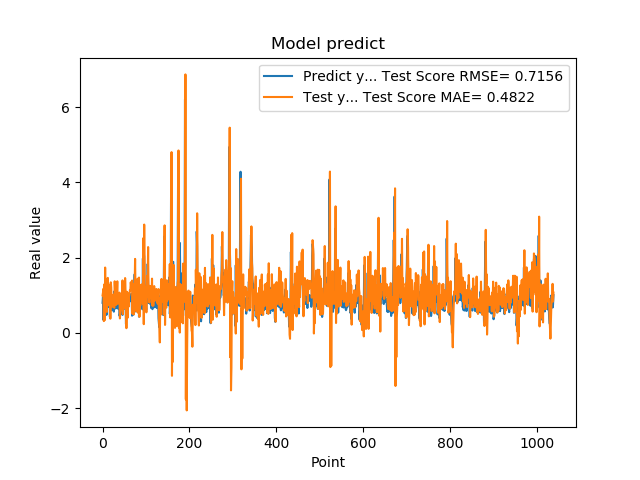 Model predict
Predict y... Test Score RMSE= 0.7156
Test y... Test Score MAE= 0.4822
Real value
6
4
2
0
−2
0 200 400 600 800 1000
Point